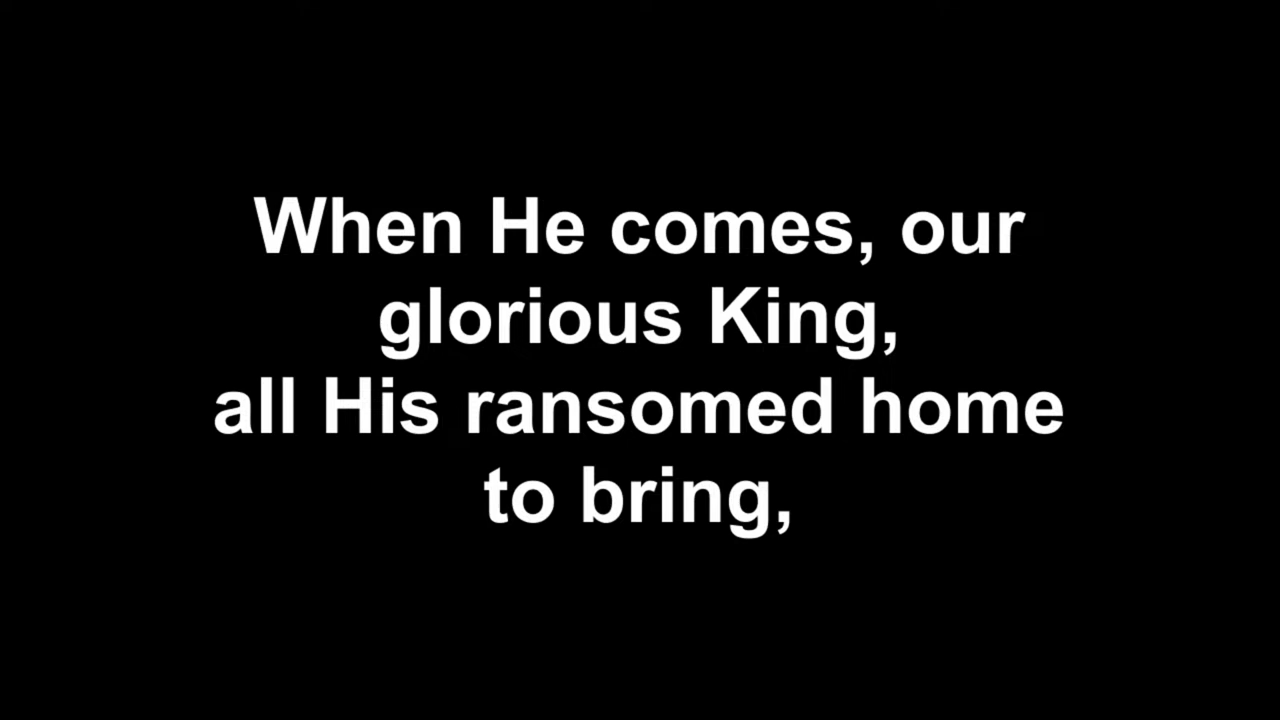 When He comes, our
glorious King,
all His ransomed home
to bring,